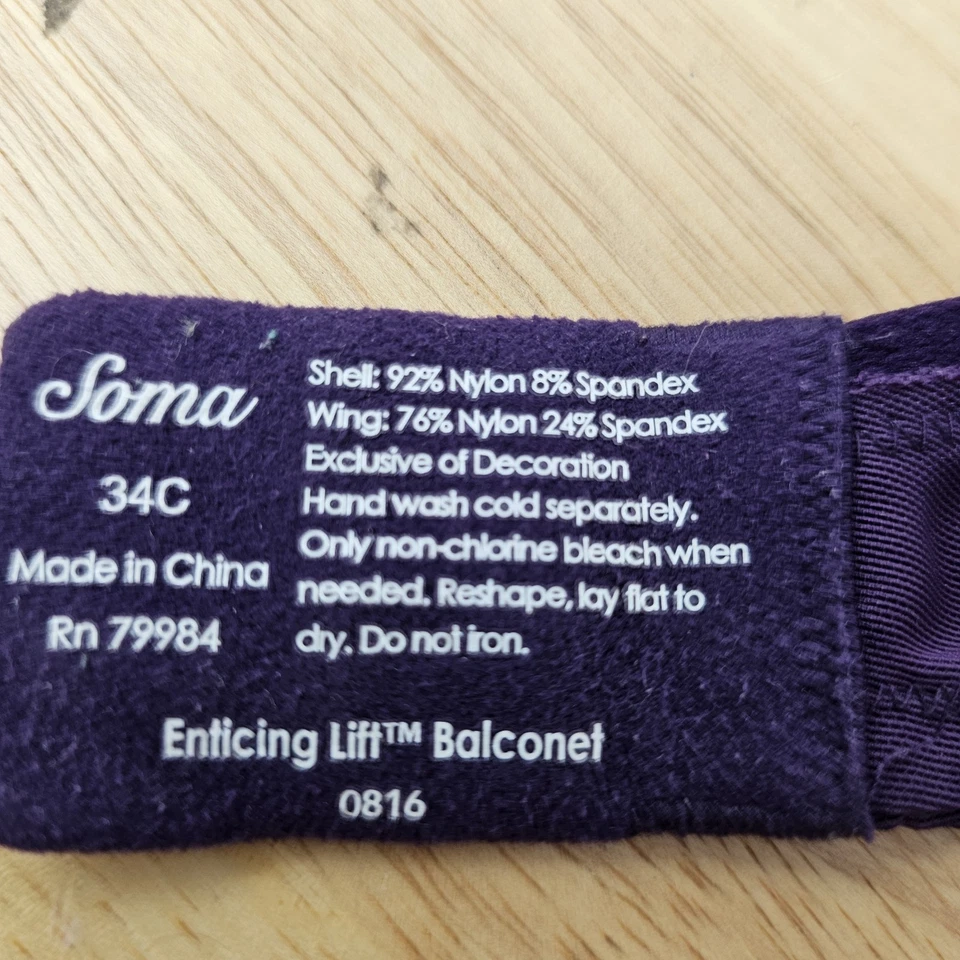 Soma
34C
Made in China
Rn 79984
Shell: 92% Nylon 8% Spandex
Wing: 76% Nylon 24% Spandex
Exclusive of Decoration
Hand wash cold separately.
Only non-chlorine bleach when
needed. Reshape, lay flat to
dry. Do not iron.
Enticing Lift™ Balconet
0816